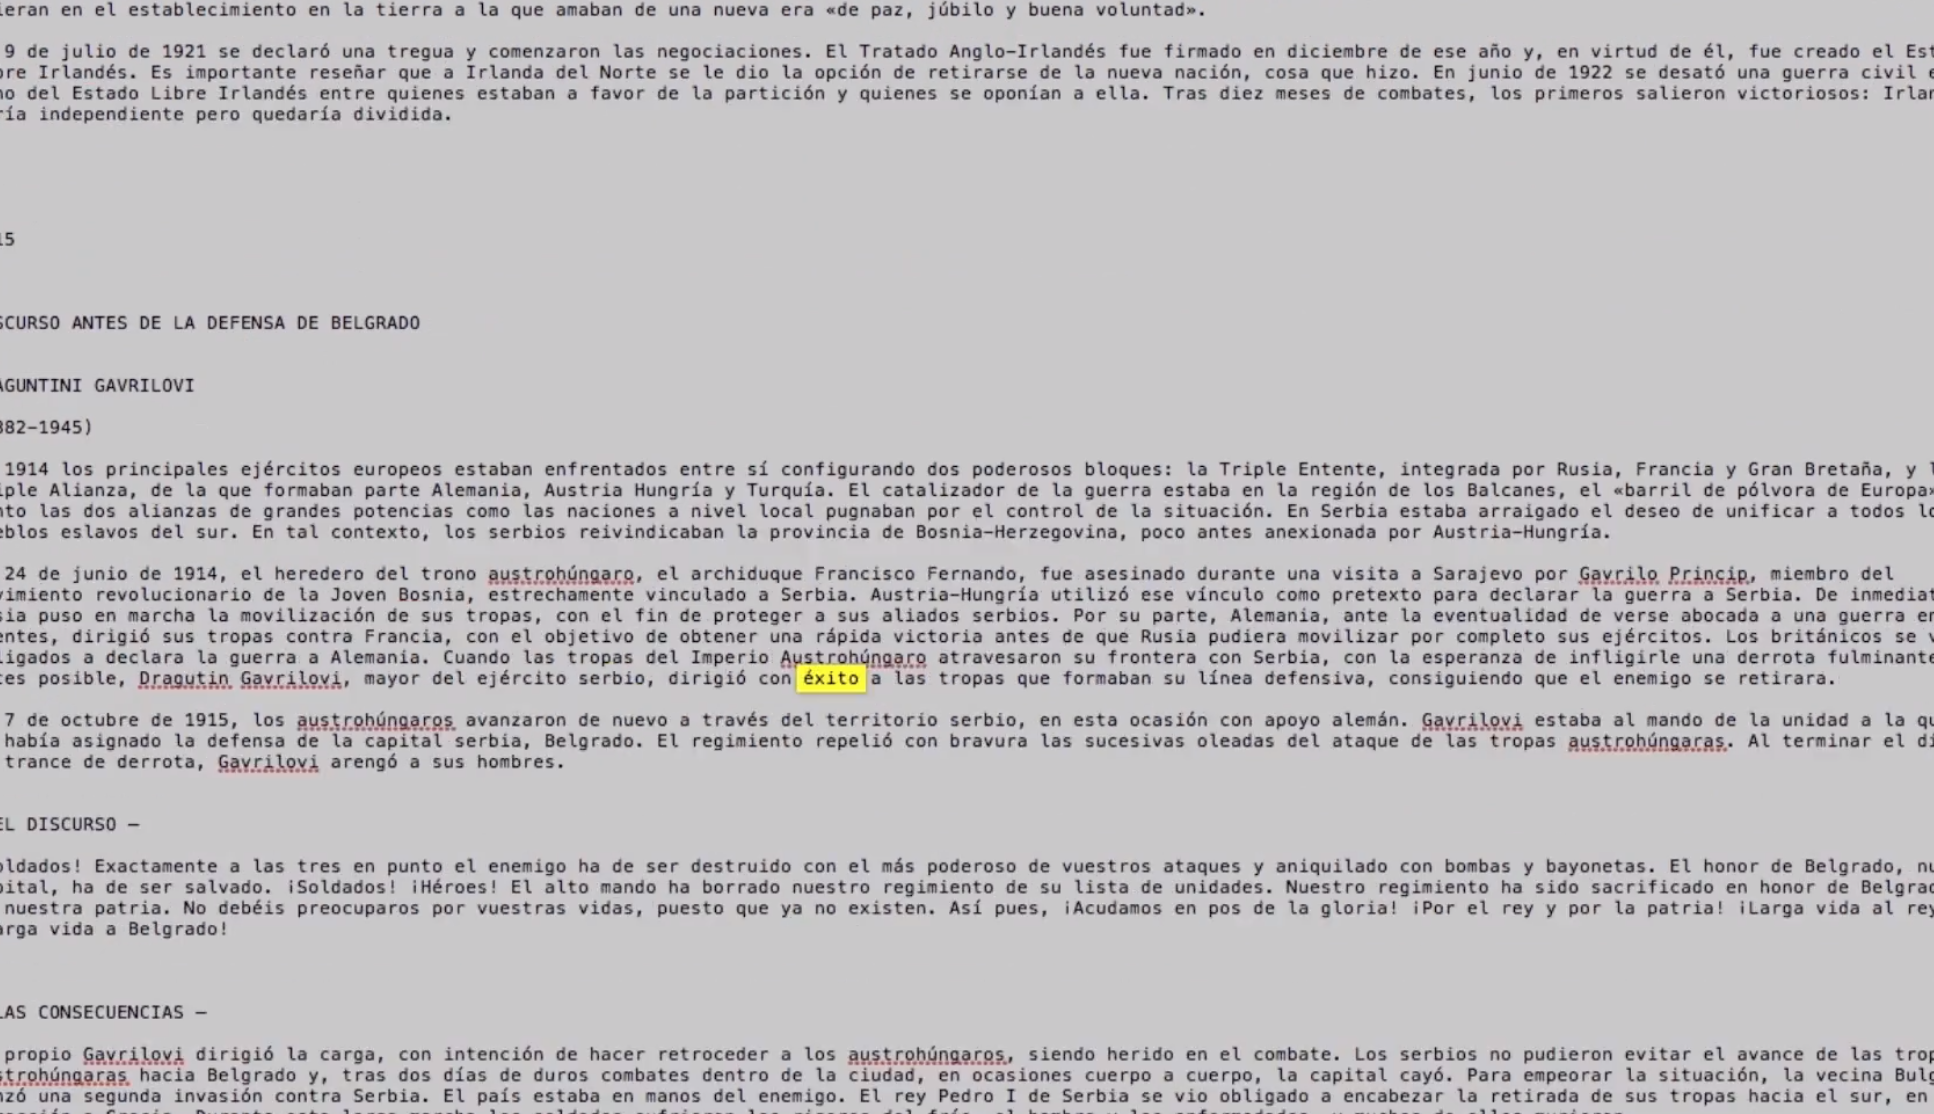 ieran en el establecimiento en la tierra a la que amaban de una nueva era «de paz, júbilo y buena voluntad».
9 de julio de 1921 se declaró una tregua y comenzaron las negociaciones. El Tratado Anglo-Irlandés fue firmado en diciembre de ese año y, en virtud de él, fue creado el Est
bre Irlandés. Es importante reseñar que a Irlanda del Norte se le dio la opción de retirarse de la nueva nación, cosa que hizo. En junio de 1922 se desató una guerra civil e
no del Estado Libre Irlandés entre quienes estaban a favor de la partición y quienes se oponían a ella. Tras diez meses de combates, los primeros salieron victoriosos: Irlan
ría independiente pero quedaría dividida.
15
SCURSO ANTES DE LA DEFENSA DE BELGRADO
AGUNTINI GAVRILOVI
882-1945)
1914 los principales ejércitos europeos estaban enfrentados entre sí configurando dos poderosos bloques: la Triple Entente, integrada por Rusia, Francia y Gran Bretaña, y l
iple Alianza, de la que formaban parte Alemania, Austria Hungría y Turquía. El catalizador de la guerra estaba en la región de los Balcanes, el «barril de pólvora de Europa»
nto las dos alianzas de grandes potencias como las naciones a nivel local pugnaban por el control de la situación. En Serbia estaba arraigado el deseo de unificar a todos lo
eblos eslavos del sur. En tal contexto, los serbios reivindicaban la provincia de Bosnia-Herzegovina, poco antes anexionada por Austria-Hungría.
24 de junio de 1914, el heredero del trono austrohúngaro, el archiduque Francisco Fernando, fue asesinado durante una visita a Sarajevo por Gavrilo Princip, miembro del
vimiento revolucionario de la Joven Bosnia, estrechamente vinculado a Serbia. Austria-Hungría utilizó ese vínculo como pretexto para declarar la guerra a Serbia. De inmediat
sia puso en marcha la movilización de sus tropas, con el fin de proteger a sus aliados serbios. Por su parte, Alemania, ante la eventualidad de verse abocada a una guerra en
entes, dirigió sus tropas contra Francia, con el objetivo de obtener una rápida victoria antes de que Rusia pudiera movilizar por completo sus ejércitos. Los británicos se v
ligados a declara la guerra a Alemania. Cuando las tropas del Imperio Austrohúngaro atravesaron su frontera con Serbia, con la esperanza de infligirle una derrota fulminante
tes posible, Dragutin Gavrilovi, mayor del ejército serbio, dirigió con éxito a las tropas que formaban su línea defensiva, consiguiendo que el enemigo se retirara.
7 de octubre de 1915, los austrohúngaros avanzaron de nuevo a través del territorio serbio, en esta ocasión con apoyo alemán. Gavrilovi estaba al mando de la unidad a la qu
había asignado la defensa de la capital serbia, Belgrado. El regimiento repelió con bravura las sucesivas oleadas del ataque de las tropas austrohúngaras. Al terminar el dí
trance de derrota, Gavrilovi arengó a sus hombres.
EL DISCURSO —
oldados! Exactamente a las tres en punto el enemigo ha de ser destruido con el más poderoso de vuestros ataques y aniquilado con bombas y bayonetas. El honor de Belgrado, nu
pital, ha de ser salvado. ¡Soldados! ¡Héroes! El alto mando ha borrado nuestro regimiento de su lista de unidades. Nuestro regimiento ha sido sacrificado en honor de Belgrad
nuestra patria. No debéis preocuparos por vuestras vidas, puesto que ya no existen. Así pues, ¡Acudamos en pos de la gloria! ¡Por el rey y por la patria! ¡Larga vida al rey
arga vida a Belgrado!
LAS CONSECUENCIAS —
propio Gavrilovi dirigió la carga, con intención de hacer retroceder a los austrohúngaros, siendo herido en el combate. Los serbios no pudieron evitar el avance de las trop
strohúngaras hacia Belgrado y, tras dos días de duros combates dentro de la ciudad, en ocasiones cuerpo a cuerpo, la capital cayó. Para empeorar la situación, la vecina Bulg
nzó una segunda invasión contra Serbia. El país estaba en manos del enemigo. El rey Pedro I de Serbia se vio obligado a encabezar la retirada de sus tropas hacia el sur, en